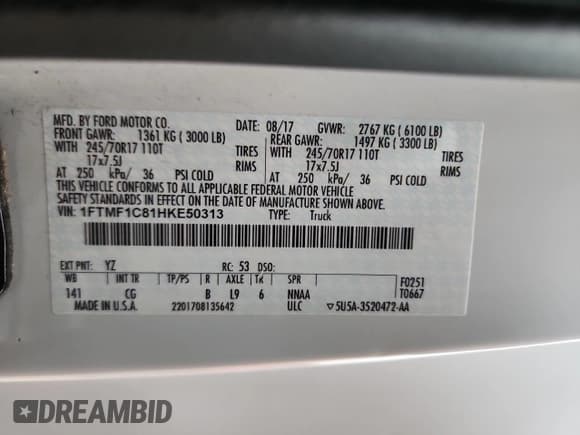 MFD. BY FORD MOTOR CO.
DATE: 08/17 GVWR: 2767 KG ( 6100 LB)
FRONT GAWR: 1361 KG ( 3000 LB) REAR GAWR: 1497 KG ( 3300 LB)
WITH 245/70R17 110T TIRES WITH 245/70R17 110T TIRES
17x7.5J RIMS 17x7.5J RIMS
AT 250 kPa/ 36 PSI COLD AT 250 kPa/ 36 PSI COLD
THIS VEHICLE CONFORMS TO ALL APPLICABLE FEDERAL MOTOR VEHICLE
SAFETY STANDARDS IN EFFECT ON THE DATE OF MANUFACTURE SHOWN ABOVE.
VIN: 1FTMF1C81HKE50313 TYPE: Truck
EXT PNT: YZ RC: 53 DSO:
WB INT TR TP/PS R AXLE TR SPR F0251
141 CG B L9 6 NNAA T0667
MADE IN U.S.A. 2201708135642 ULC ▽5U5A-3520472-AA
DREAMBID